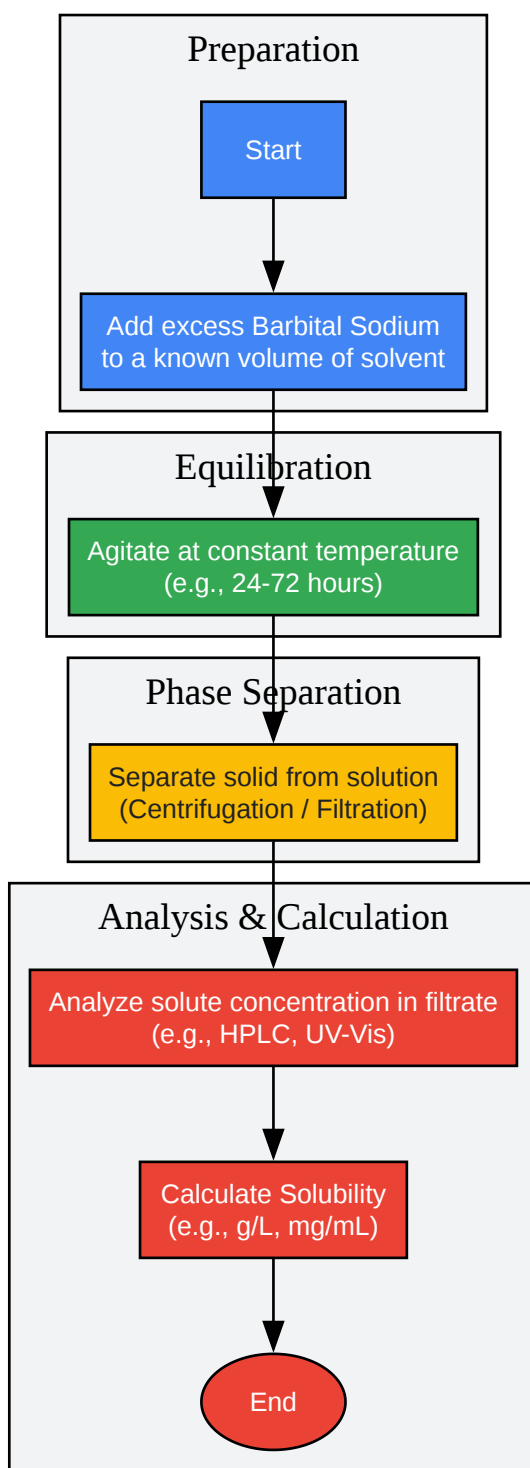 Preparation
Start
Add excess Barbital Sodium
to a known volume of solvent
Equilibration
Agitate at constant temperature
(e.g., 24-72 hours)
Phase Separation
Separate solid from solution
(Centrifugation / Filtration)
Analysis & Calculation
Analyze solute concentration in filtrate
(e.g., HPLC, UV-Vis)
Calculate Solubility
(e.g., g/L, mg/mL)
End